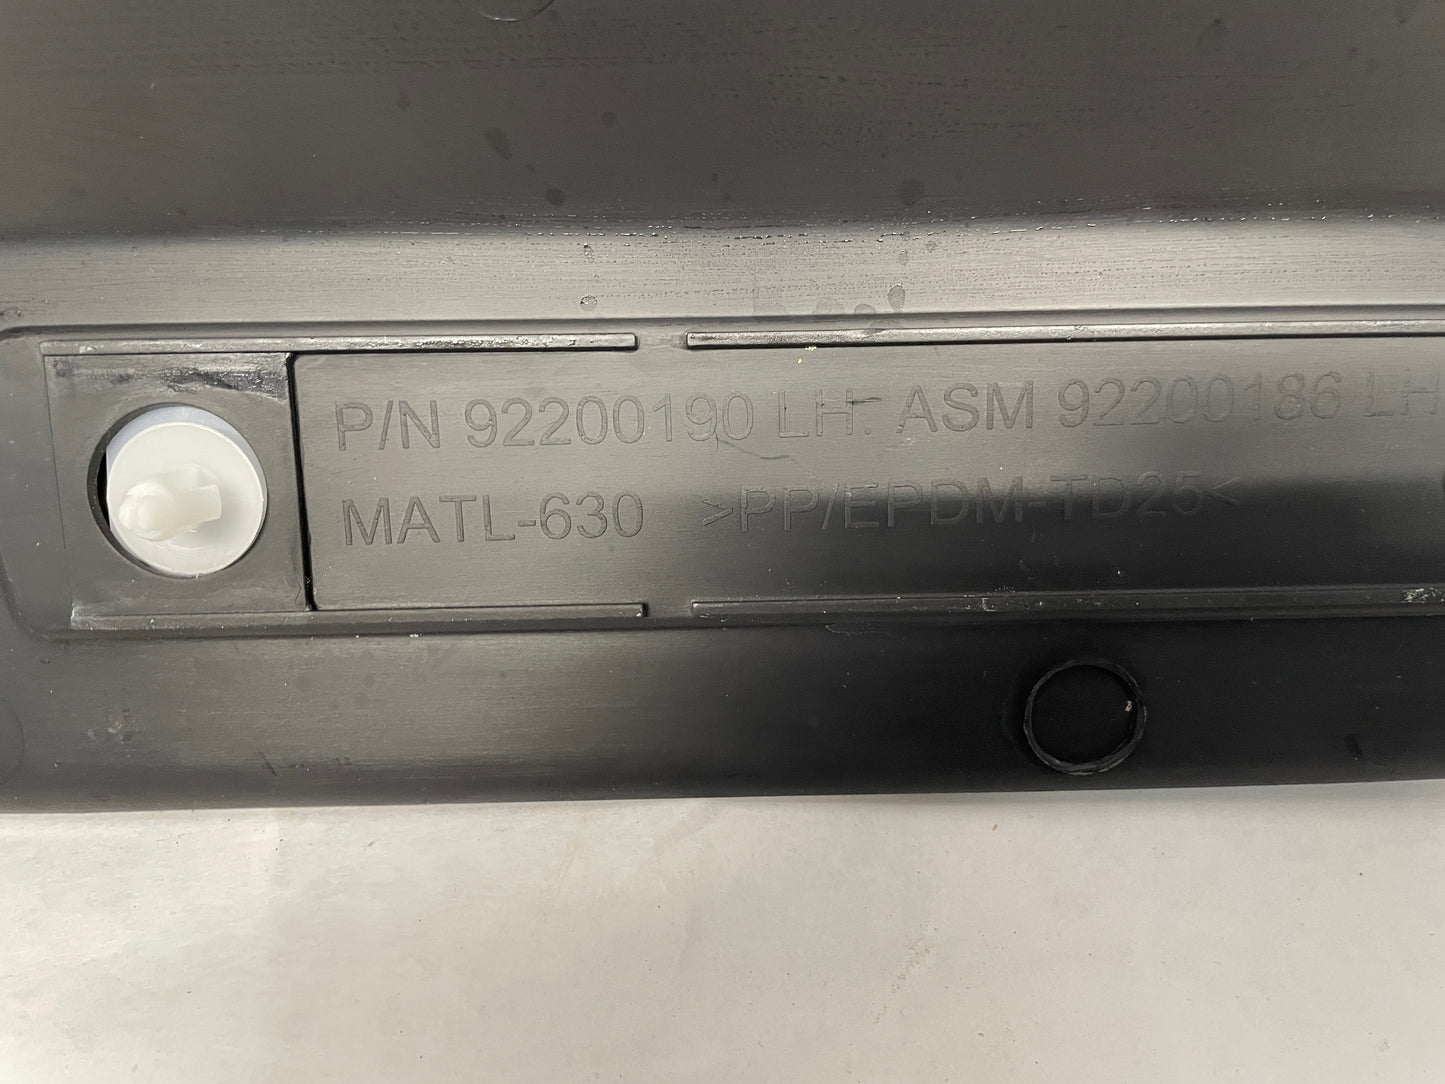 P/N 92200190 LH. ASM 92200186 LH
MATL-630 >PP/EPDM-TD25<